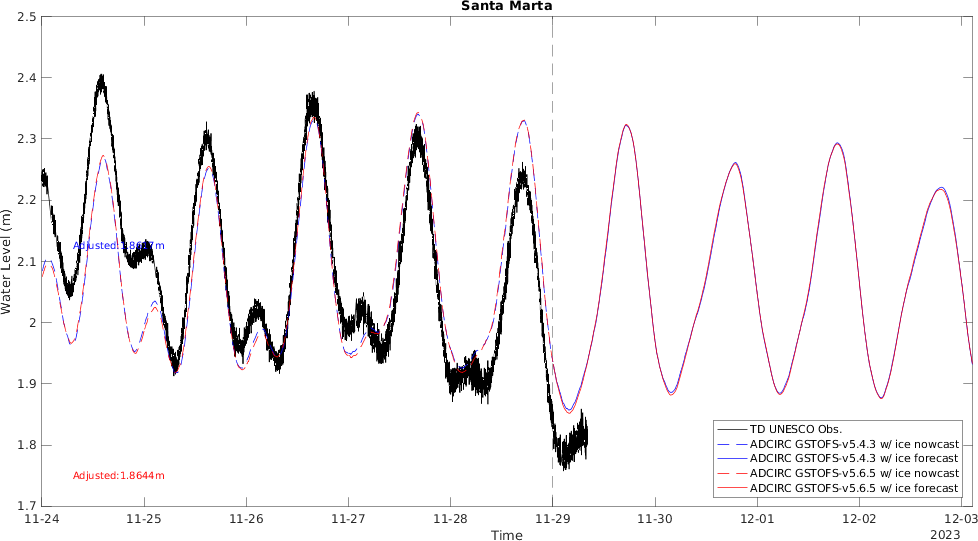 Santa Marta
2.5
2.4
2.3
2.2
2.1
2
1.9
1.8
1.7
Water Level (m)
Adjusted:1.8644m
TD UNESCO Obs.
ADCIRC GSTOFS-v5.4.3 w/ ice nowcast
ADCIRC GSTOFS-v5.4.3 w/ ice forecast
ADCIRC GSTOFS-v5.6.5 w/ ice nowcast
ADCIRC GSTOFS-v5.6.5 w/ ice forecast
11-24 11-25 11-26 11-27 11-28 11-29 11-30 12-01 12-02 12-03
Time
2023